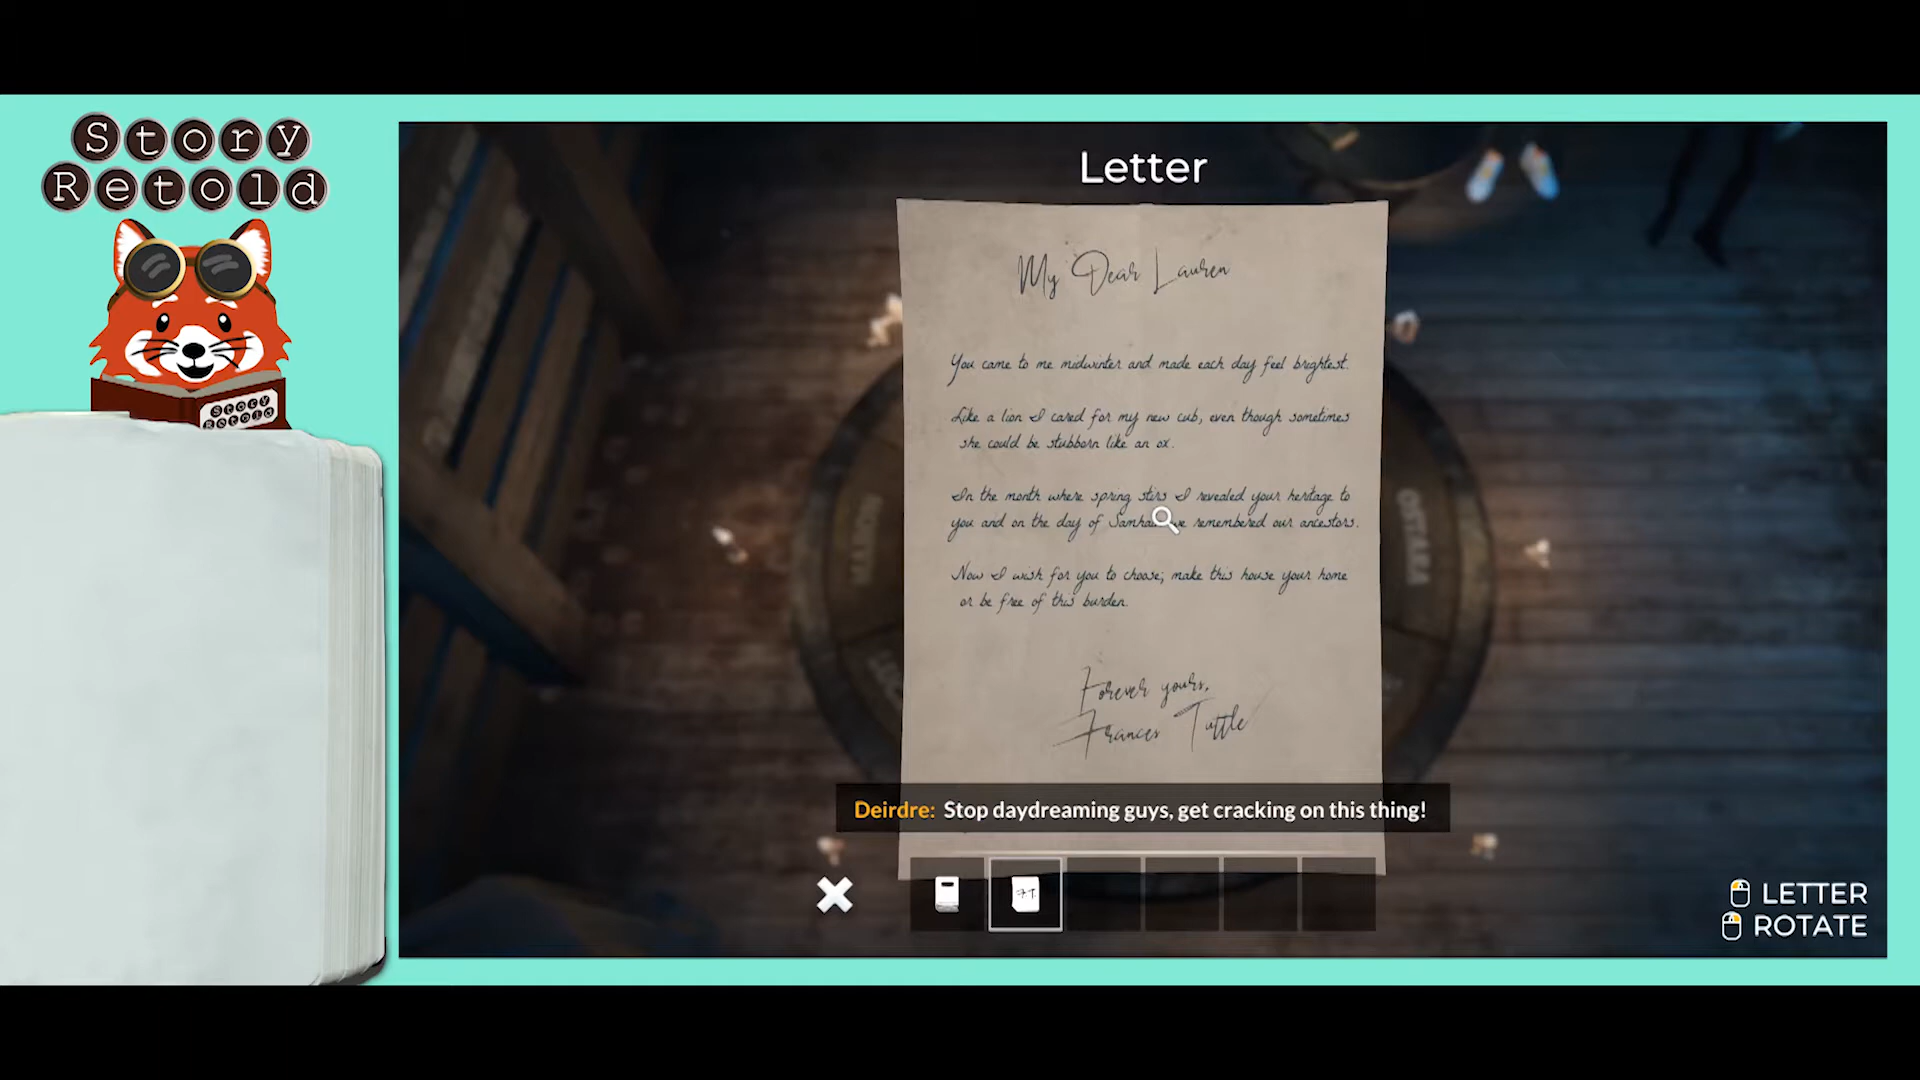 Story
Retold
Story
Retold
Letter
My Dear Lauren
You came to me midwinter and made each day feel brightest.
Like a lion I cared for my new cub, even though sometimes
she could be stubborn like an ox.
In the month where spring stirs I revealed your heritage to
you and on the day of we remembered our ancestors.
Now I wish for you to choose; make this house your home
or be free of this burden.
Forever yours,
Frances Tuttle
MABON
OSTARA
Deirdre: Stop daydreaming guys, get cracking on this thing!
LETTER
ROTATE